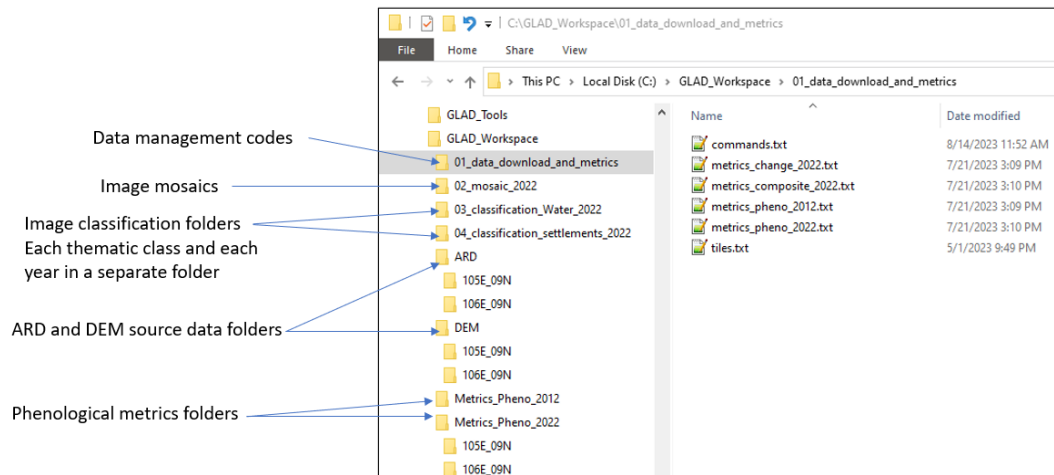 C:\GLAD_Workspace\01_data_download_and_metrics
File Home Share View
This PC > Local Disk (C:) > GLAD_Workspace > 01_data_download_and_metrics
Data management codes
Image mosaics
Image classification folders
Each thematic class and each
year in a separate folder
ARD and DEM source data folders
Phenological metrics folders
GLAD_Tools
GLAD_Workspace
01_data_download_and_metrics
02_mosaic_2022
03_classification_Water_2022
04_classification_settlements_2022
ARD
105E_09N
106E_09N
DEM
105E_09N
106E_09N
Metrics_Pheno_2012
Metrics_Pheno_2022
105E_09N
106E_09N
Name Date modified
commands.txt 8/14/2023 11:52 AM
metrics_change_2022.txt 7/21/2023 3:09 PM
metrics_composite_2022.txt 7/21/2023 3:10 PM
metrics_pheno_2012.txt 7/21/2023 3:09 PM
metrics_pheno_2022.txt 7/21/2023 3:10 PM
tiles.txt 5/1/2023 9:49 PM